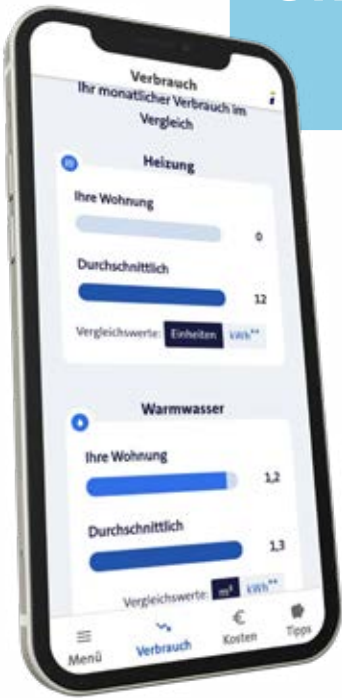 Verbrauch
Ihr monatlicher Verbrauch im
Vergleich
Heizung
Ihre Wohnung
0
Durchschnittlich
12
Vergleichswerte: Einheiten kWh**
Warmwasser
Ihre Wohnung
1,2
Durchschnittlich
1,3
Vergleichswerte: m³ kWh**
Menü
Verbrauch
€
Kosten
Tipps